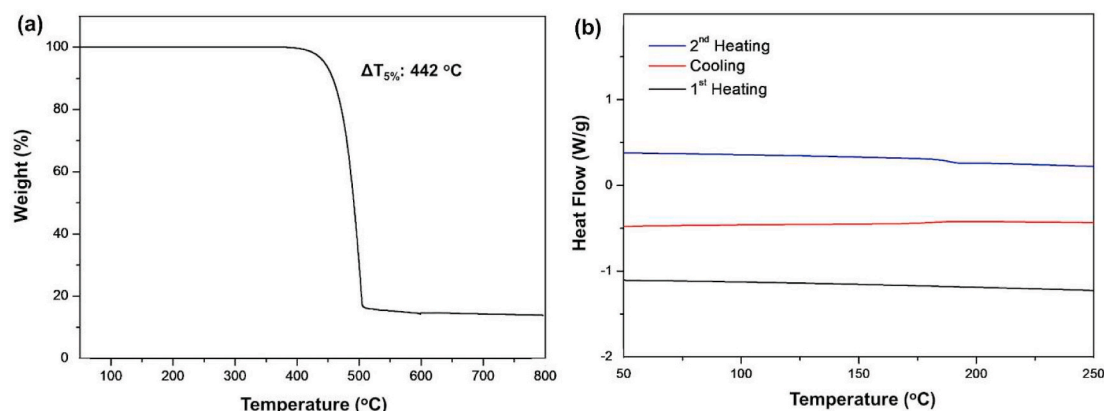 (a)
100
80
60
40
20
0
Weight (%)
ΔT5%: 442 °C
100 200 300 400 500 600 700 800
Temperature (°C)
(b)
2nd Heating
Cooling
1st Heating
1
0
-1
-2
Heat Flow (W/g)
50 100 150 200 250
Temperature (°C)